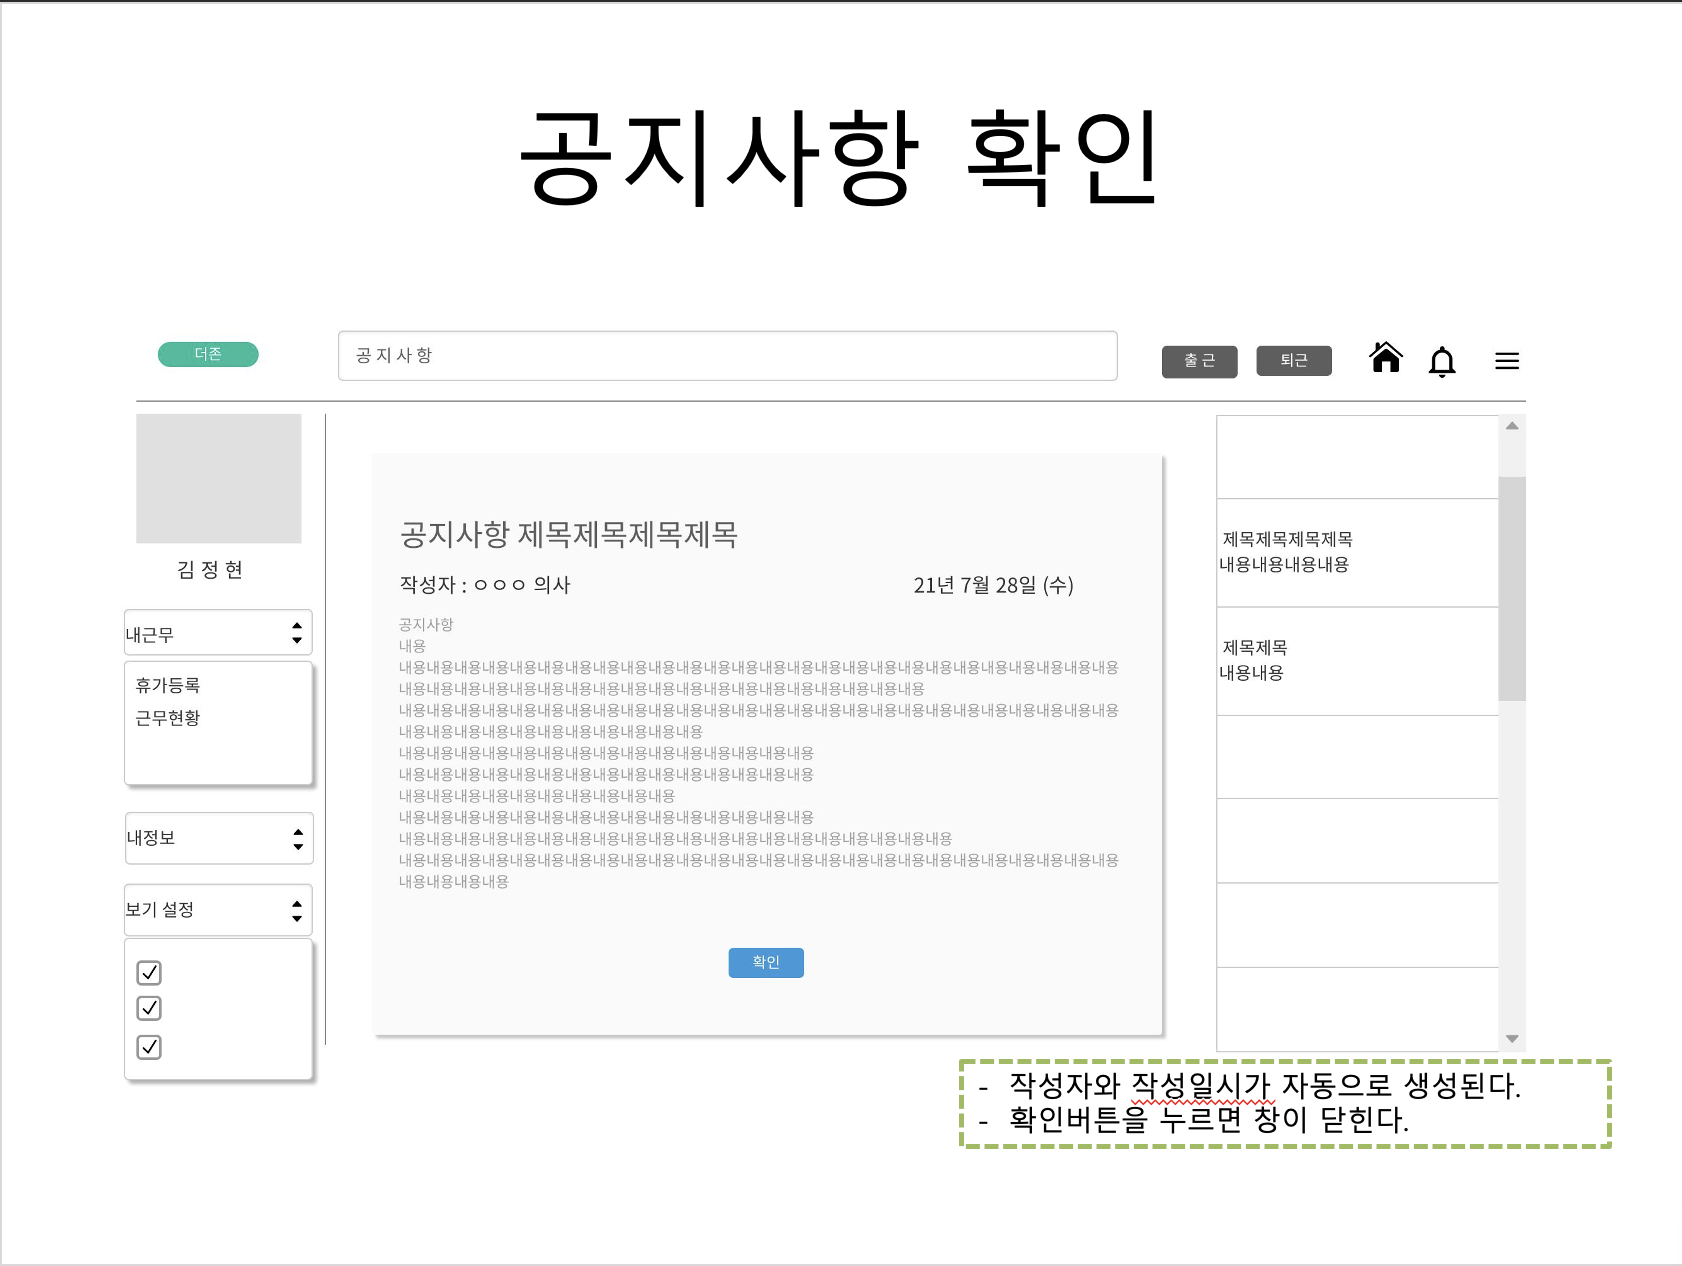 공지사항 확인
더존
공 지 사 항
출 근
퇴근
김 정 현
내근무
휴가등록
근무현황
내정보
보기 설정
공지사항 제목제목제목제목
작성자 : ㅇㅇㅇ 의사
21년 7월 28일 (수)
공지사항
내용
내용내용내용내용내용내용내용내용내용내용내용내용내용내용내용내용내용내용내용내용내용내용내용내용내용내용
내용내용내용내용내용내용내용내용내용내용내용내용내용내용내용내용내용내용내용
내용내용내용내용내용내용내용내용내용내용내용내용내용내용내용내용내용내용내용내용내용내용내용내용내용내용
내용내용내용내용내용내용내용내용내용내용내용
내용내용내용내용내용내용내용내용내용내용내용내용내용내용내용
내용내용내용내용내용내용내용내용내용내용내용내용내용내용내용
내용내용내용내용내용내용내용내용내용내용
내용내용내용내용내용내용내용내용내용내용내용내용내용내용내용
내용내용내용내용내용내용내용내용내용내용내용내용내용내용내용내용내용내용내용내용
내용내용내용내용내용내용내용내용내용내용내용내용내용내용내용내용내용내용내용내용내용내용내용내용내용내용
내용내용내용내용
확인
제목제목제목제목
내용내용내용내용
제목제목
내용내용
- 작성자와 작성일시가 자동으로 생성된다.
- 확인버튼을 누르면 창이 닫힌다.